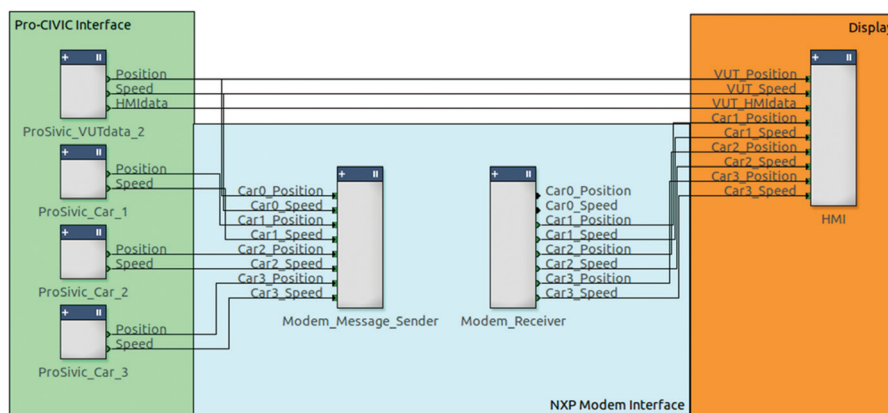 Pro-CIVIC Interface
Position
Speed
HMIdata
ProSivic_VUTdata_2
Position
Speed
ProSivic_Car_1
Position
Speed
ProSivic_Car_2
Position
Speed
ProSivic_Car_3
Car0_Position
Car0_Speed
Car1_Position
Car1_Speed
Car2_Position
Car2_Speed
Car3_Position
Car3_Speed
Modem_Message_Sender
Car0_Position
Car0_Speed
Car1_Position
Car1_Speed
Car2_Position
Car2_Speed
Car3_Position
Car3_Speed
Modem_Receiver
NXP Modem Interface
Display
VUT_Position
VUT_Speed
VUT_HMIdata
Car1_Position
Car1_Speed
Car2_Position
Car2_Speed
Car3_Position
Car3_Speed
HMI